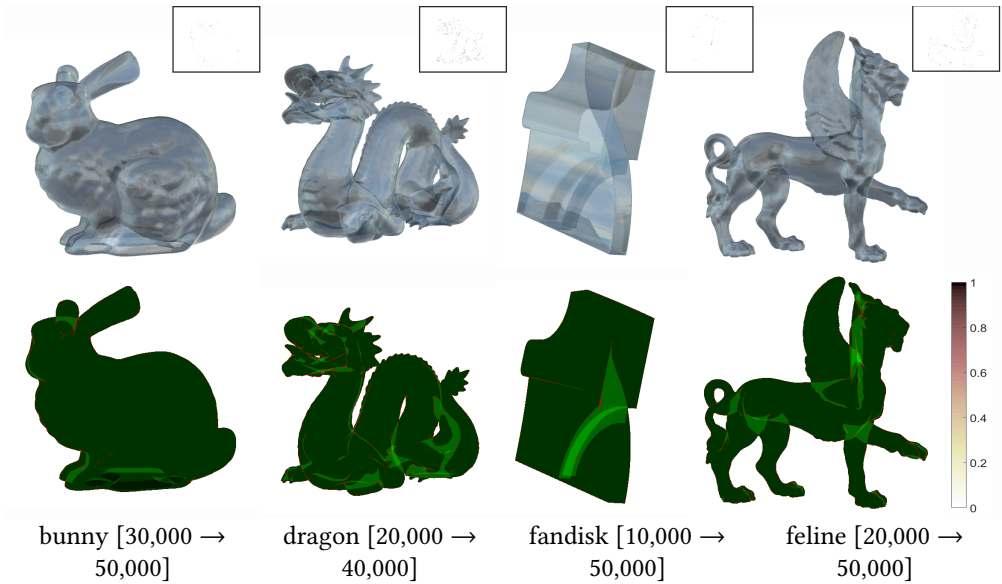 1
0.8
0.6
0.4
0.2
0
bunny [30,000 →
50,000]
dragon [20,000 →
40,000]
fandisk [10,000 →
50,000]
feline [20,000 →
50,000]